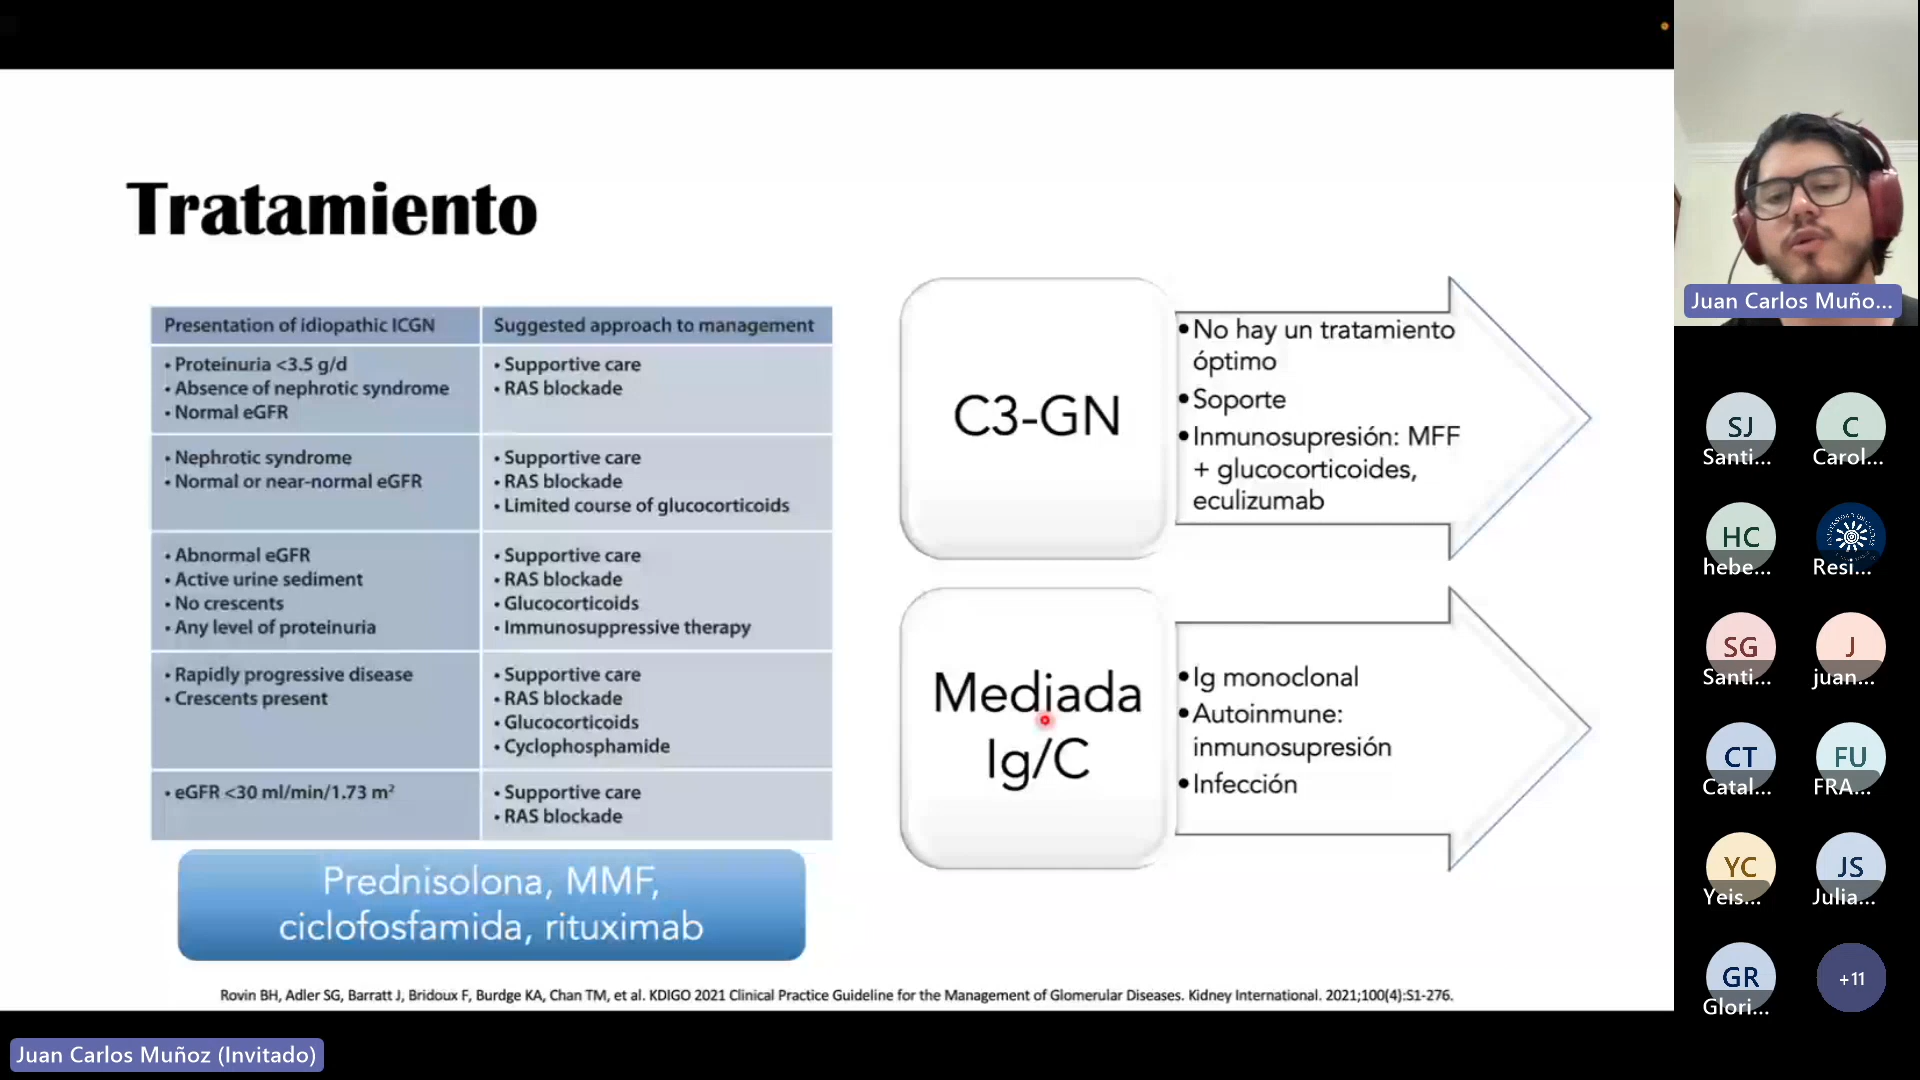 Tratamiento
Presentation of idiopathic ICGN
Suggested approach to management
• Proteinuria <3.5 g/d
• Absence of nephrotic syndrome
• Normal eGFR
• Supportive care
• RAS blockade
• Nephrotic syndrome
• Normal or near-normal eGFR
• Supportive care
• RAS blockade
• Limited course of glucocorticoids
• Abnormal eGFR
• Active urine sediment
• No crescents
• Any level of proteinuria
• Supportive care
• RAS blockade
• Glucocorticoids
• Immunosuppressive therapy
• Rapidly progressive disease
• Crescents present
• Supportive care
• RAS blockade
• Glucocorticoids
• Cyclophosphamide
• eGFR <30 ml/min/1.73 m²
• Supportive care
• RAS blockade
Prednisolona, MMF,
ciclofosfamida, rituximab
C3-GN
•No hay un tratamiento
óptimo
•Soporte
•Inmunosupresión: MFF
+ glucocorticoides,
eculizumab
Mediada
Ig/C
•Ig monoclonal
•Autoinmune:
inmunosupresión
•Infección
Rovin BH, Adler SG, Barratt J, Bridoux F, Burdge KA, Chan TM, et al. KDIGO 2021 Clinical Practice Guideline for the Management of Glomerular Diseases. Kidney International. 2021;100(4):S1-276.
Juan Carlos Muñoz (Invitado)
Juan Carlos Muño...
SJ
Santi...
C
Carol...
HC
hebe...
Resi...
SG
Santi...
J
juan...
CT
Catal...
FU
FRA...
YC
Yeis...
JS
Julia...
GR
Glori...
+11